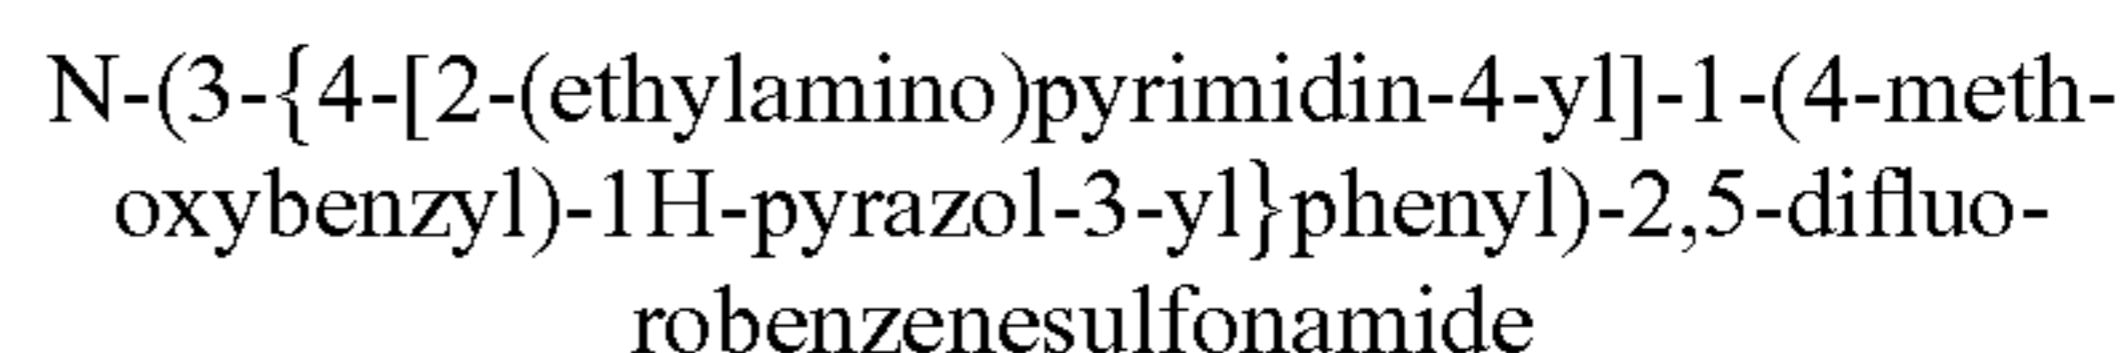 N-(3-{4-[2-(ethylamino)pyrimidin-4-yl]-1-(4-meth-
oxybenzyl)-1H-pyrazol-3-yl}phenyl)-2,5-difluo-
robenzenesulfonamide